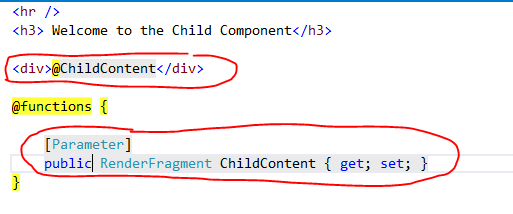 <hr />
<h3> Welcome to the Child Component</h3>
<div>@ChildContent</div>
@functions {
[Parameter]
public RenderFragment ChildContent { get; set; }
}